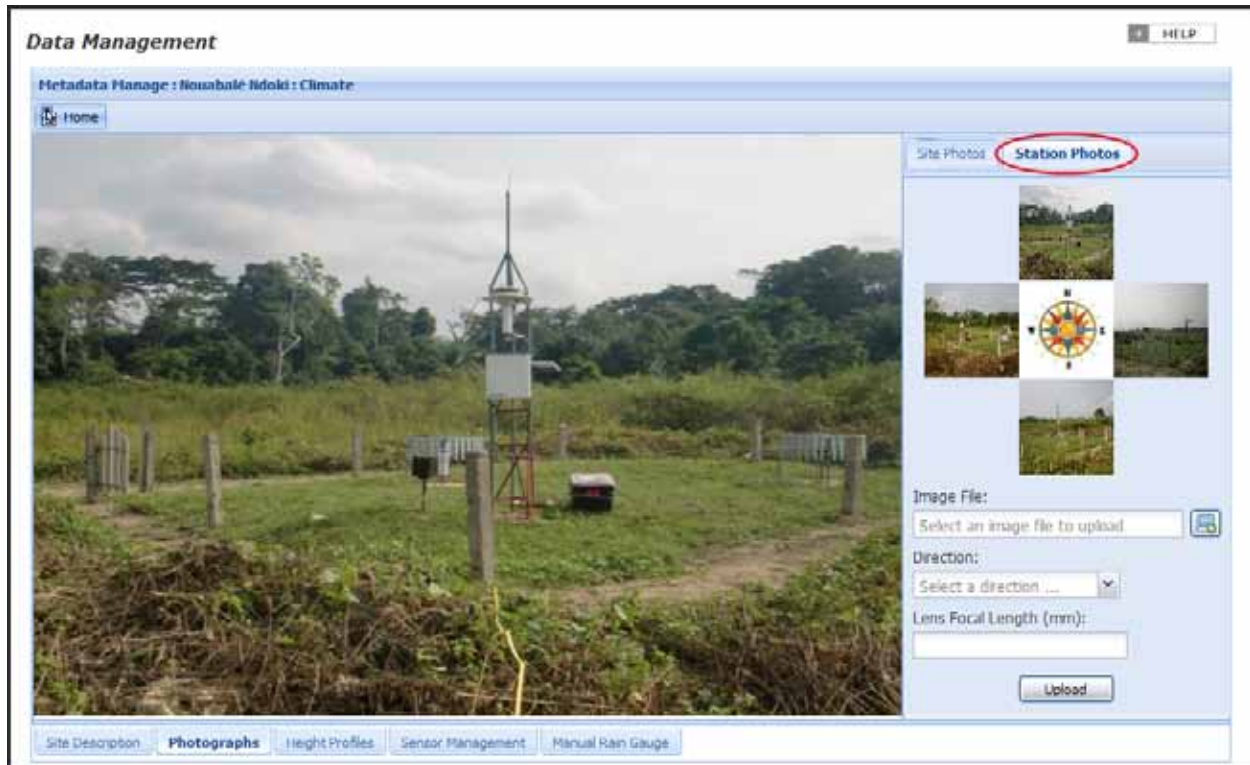 Data Management
HELP
Metadata Manage : Nouabalé Ndoki : Climate
Home
Site Photos
Station Photos
N
W
E
S
Image File:
Select an image file to upload
Direction:
Select a direction ...
Lens Focal Length (mm):
Upload
Site Description
Photographs
Height Profiles
Sensor Management
Manual Rain Gauge